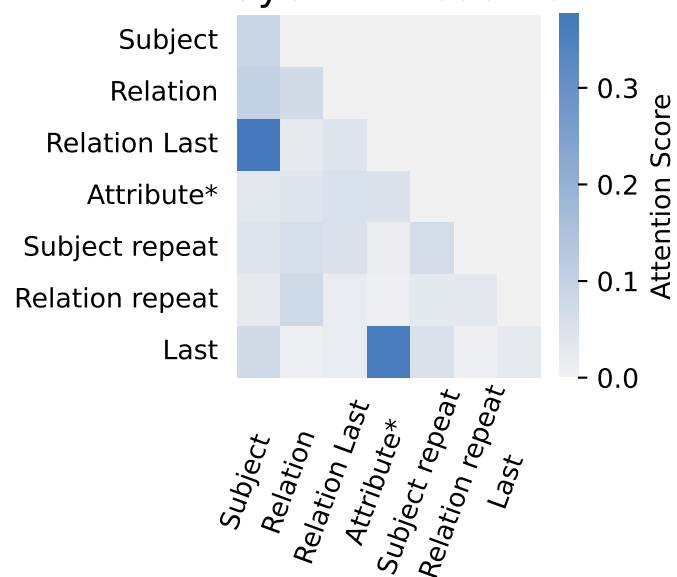 Subject
Relation
Relation Last
Attribute*
Subject repeat
Relation repeat
Last
Subject
Relation
Relation Last
Attribute*
Subject repeat
Relation repeat
Last
0.3
0.2
0.1
0.0
Attention Score